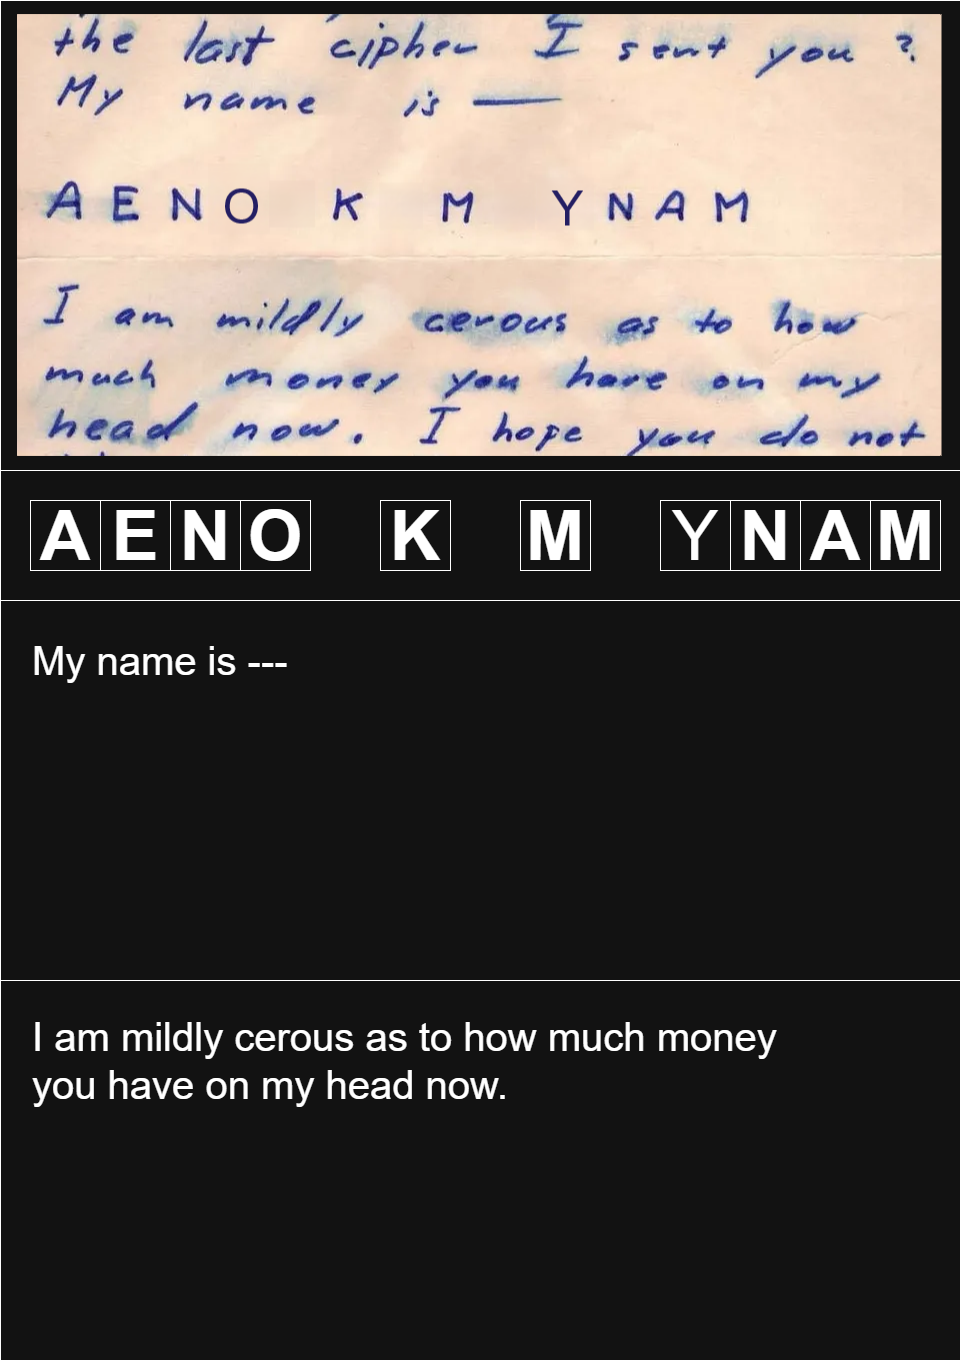 the last cipher I sent you ?
My name is —
A E N O K M Y N A M
I am mildly cerous as to how
much money you have on my
head now. I hope you do not
AENO K M YNAM
My name is ---
I am mildly cerous as to how much money
you have on my head now.